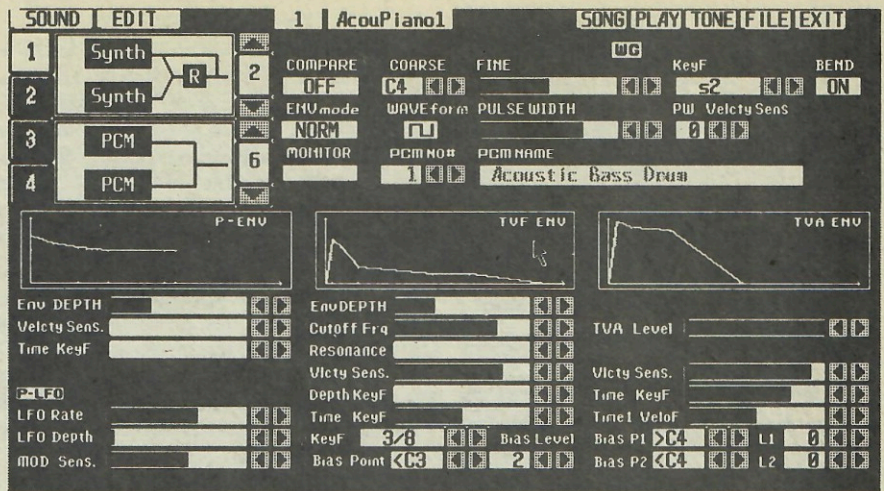 SOUND EDIT 1 AcouPiano1 SONG PLAY TONE FILE EXIT
WG
1 Synth 2 COMPARE COARSE FINE KeyF BEND
R
2 Synth OFF C4 s2 ON
ENVmode WAVEform PULSE WIDTH PW Velcty Sens
3 PCM 6 NORM 0
MONITOR PCM NO# PCM NAME
4 PCM 1 Acoustic Bass Drum
P-ENV TVF ENV TVA ENV
Env DEPTH EnvDEPTH
Velcty Sens. Cutoff Frq TVA Level
Time KeyF Resonance
Vlcty Sens. Vlcty Sens.
P-LFO DepthKeyF Time KeyF
LFO Rate Time KeyF Time1 VeloF
LFO Depth KeyF 3/8 Bias Level Bias P1 >C4 L1 0
MOD Sens. Bias Point <C3 2 Bias P2 <C4 L2 0